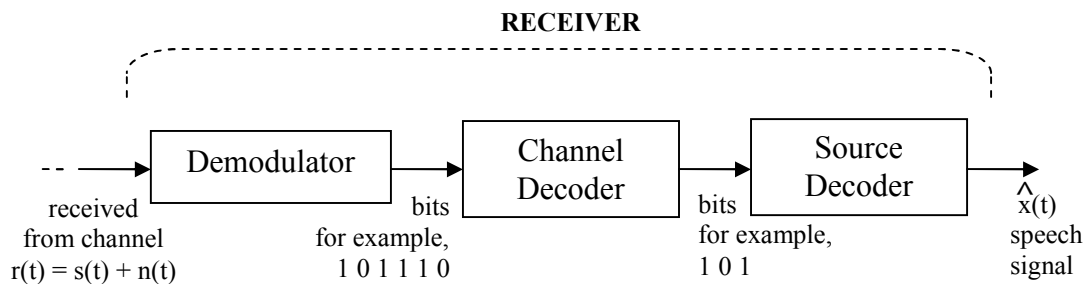 RECEIVER
Demodulator
Channel
Decoder
Source
Decoder
received
from channel
r(t) = s(t) + n(t)
bits
for example,
1 0 1 1 1 0
bits
for example,
1 0 1
^
x(t)
speech
signal